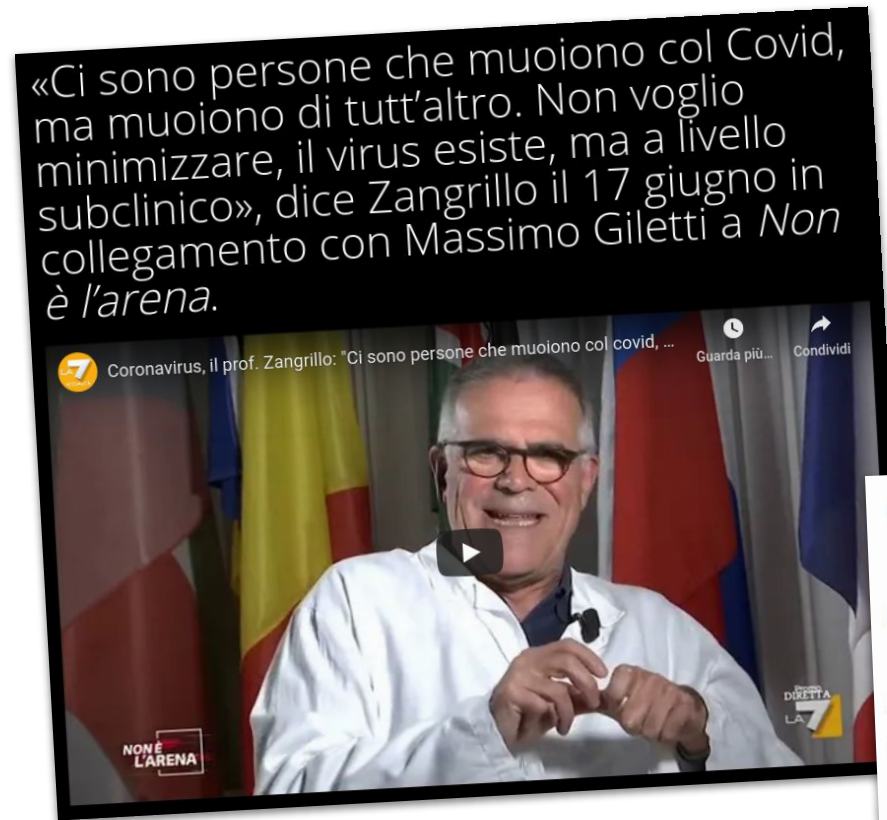 «Ci sono persone che muoiono col Covid,
ma muoiono di tutt'altro. Non voglio
minimizzare, il virus esiste, ma a livello
subclinico», dice Zangrillo il 17 giugno in
collegamento con Massimo Giletti a Non
è l'arena.
Coronavirus, il prof. Zangrillo: "Ci sono persone che muoiono col covid, ...
Guarda più...
Condividi
LA7
NON È
L'ARENA
DIRETTA
LA7